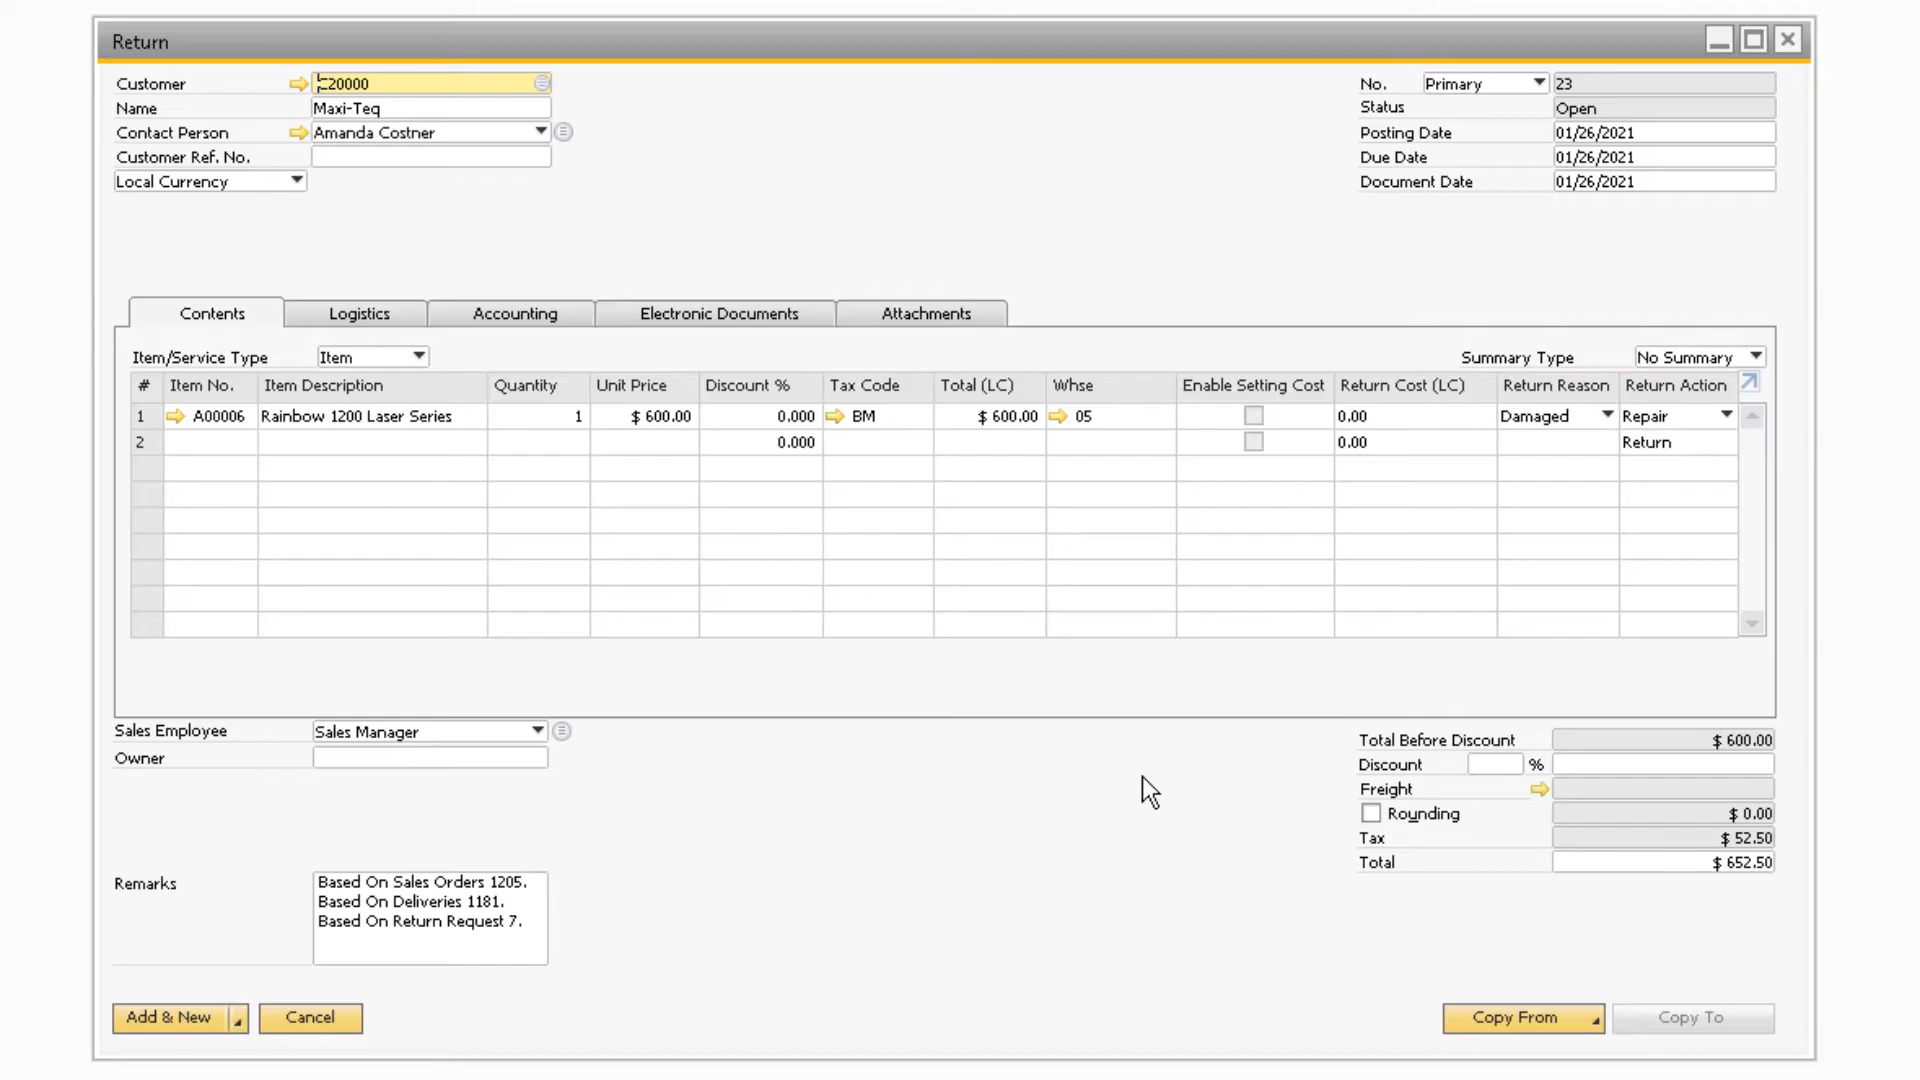 Return
Customer C20000
Name Maxi-Teq
Contact Person Amanda Costner
Customer Ref. No.
Local Currency
No. Primary 23
Status Open
Posting Date 01/26/2021
Due Date 01/26/2021
Document Date 01/26/2021
Contents Logistics Accounting Electronic Documents Attachments
Item/Service Type Item Summary Type No Summary
# Item No. Item Description Quantity Unit Price Discount % Tax Code Total (LC) Whse Enable Setting Cost Return Cost (LC) Return Reason Return Action
1 A00006 Rainbow 1200 Laser Series 1 $ 600.00 0.000 BM $ 600.00 05 0.00 Damaged Repair
2 0.000 0.00 Return
Sales Employee Sales Manager
Owner
Total Before Discount $ 600.00
Discount %
Freight
Rounding $ 0.00
Tax $ 52.50
Total $ 652.50
Remarks Based On Sales Orders 1205.
Based On Deliveries 1181.
Based On Return Request 7.
Add & New Cancel Copy From Copy To